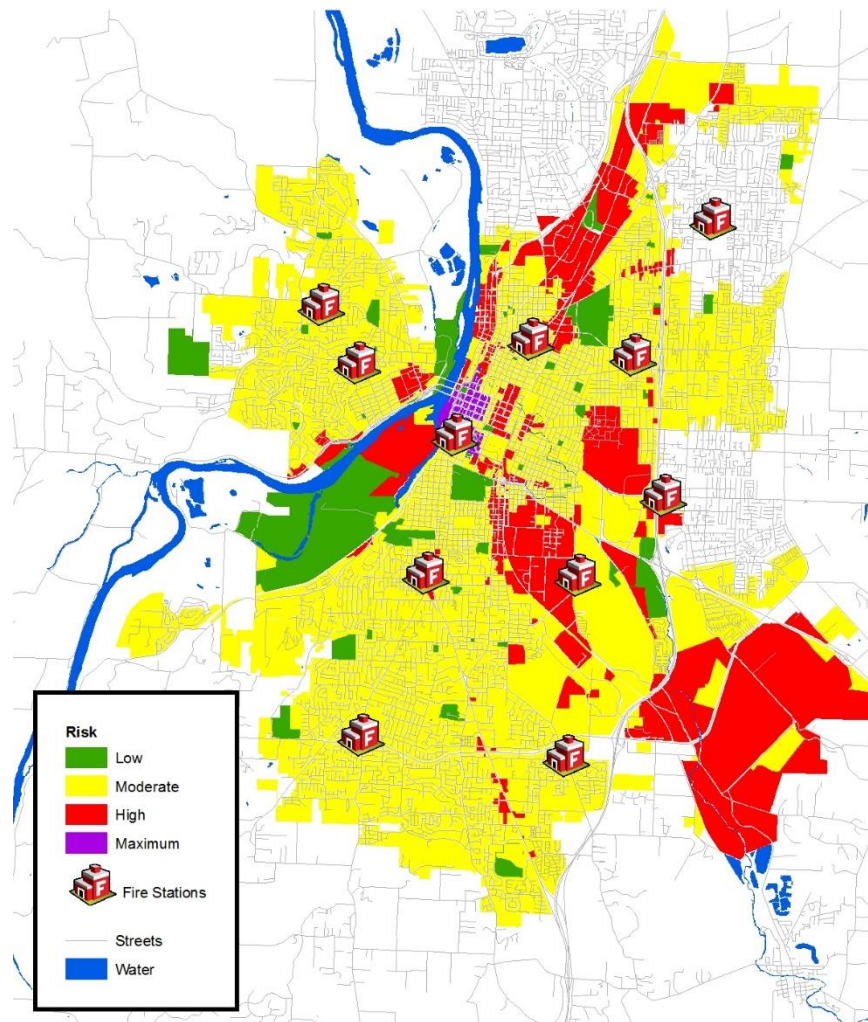 Risk
Low
Moderate
High
Maximum
F Fire Stations
Streets
Water
F
F
F
F
F
F
F
F
F
F
F